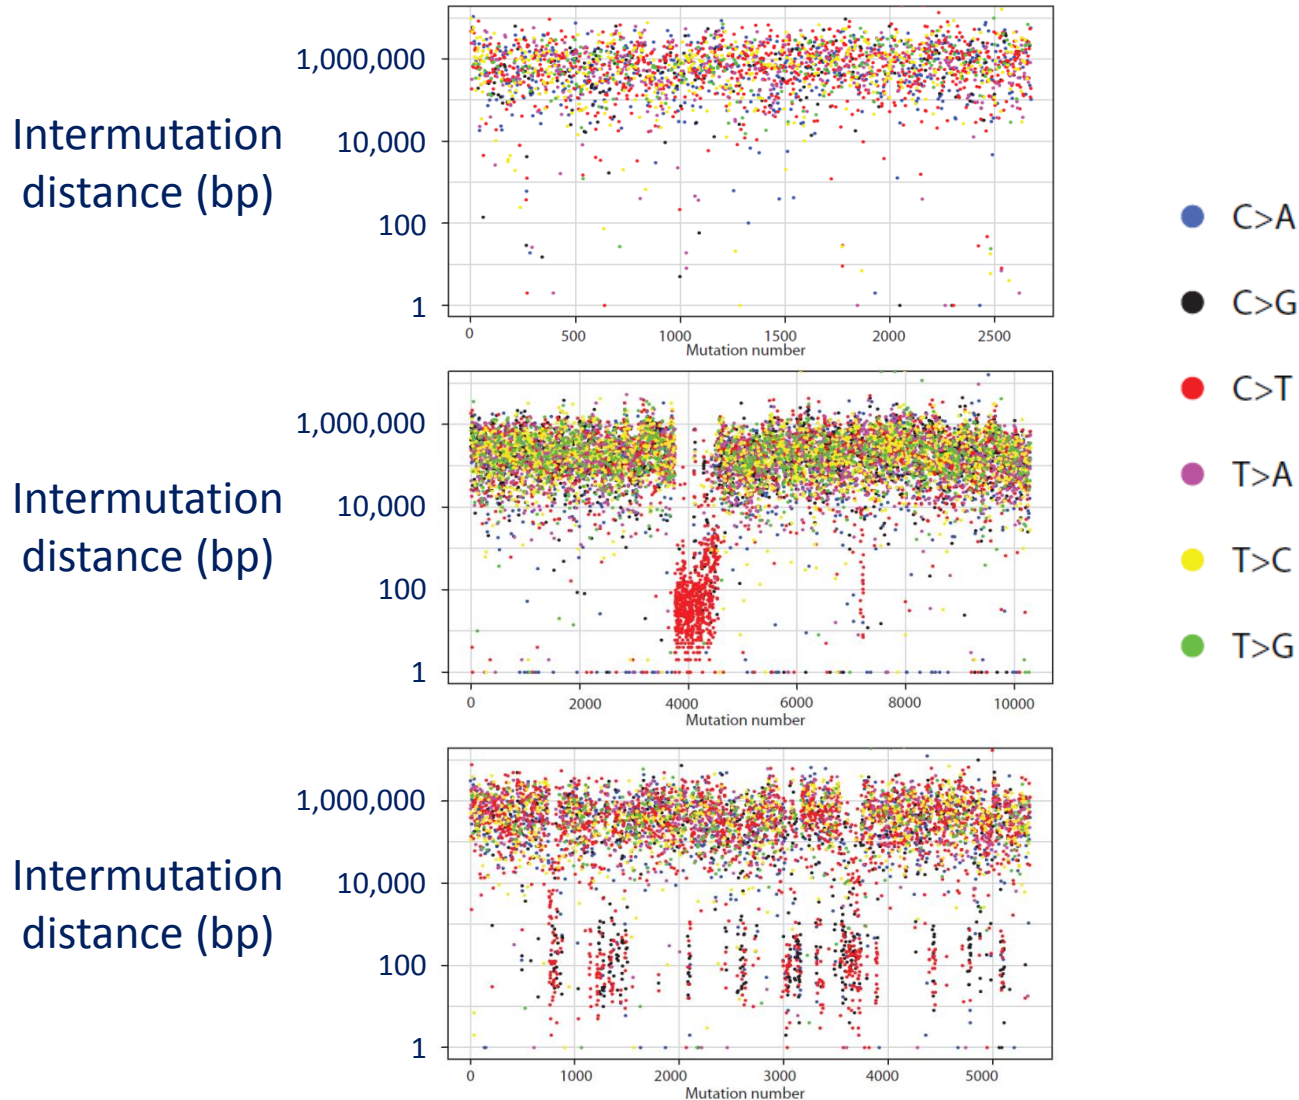 Intermutation
distance (bp)
1,000,000
10,000
100
1
0 500 1000 1500 2000 2500
Mutation number
Intermutation
distance (bp)
1,000,000
10,000
100
1
0 2000 4000 6000 8000 10000
Mutation number
Intermutation
distance (bp)
1,000,000
10,000
100
1
0 1000 2000 3000 4000 5000
Mutation number
C>A
C>G
C>T
T>A
T>C
T>G